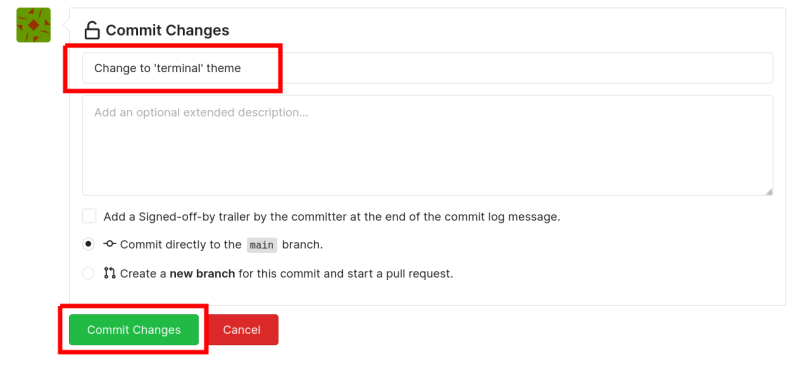 Commit Changes
Change to 'terminal' theme
Add an optional extended description...
Add a Signed-off-by trailer by the committer at the end of the commit log message.
Commit directly to the main branch.
Create a new branch for this commit and start a pull request.
Commit Changes Cancel